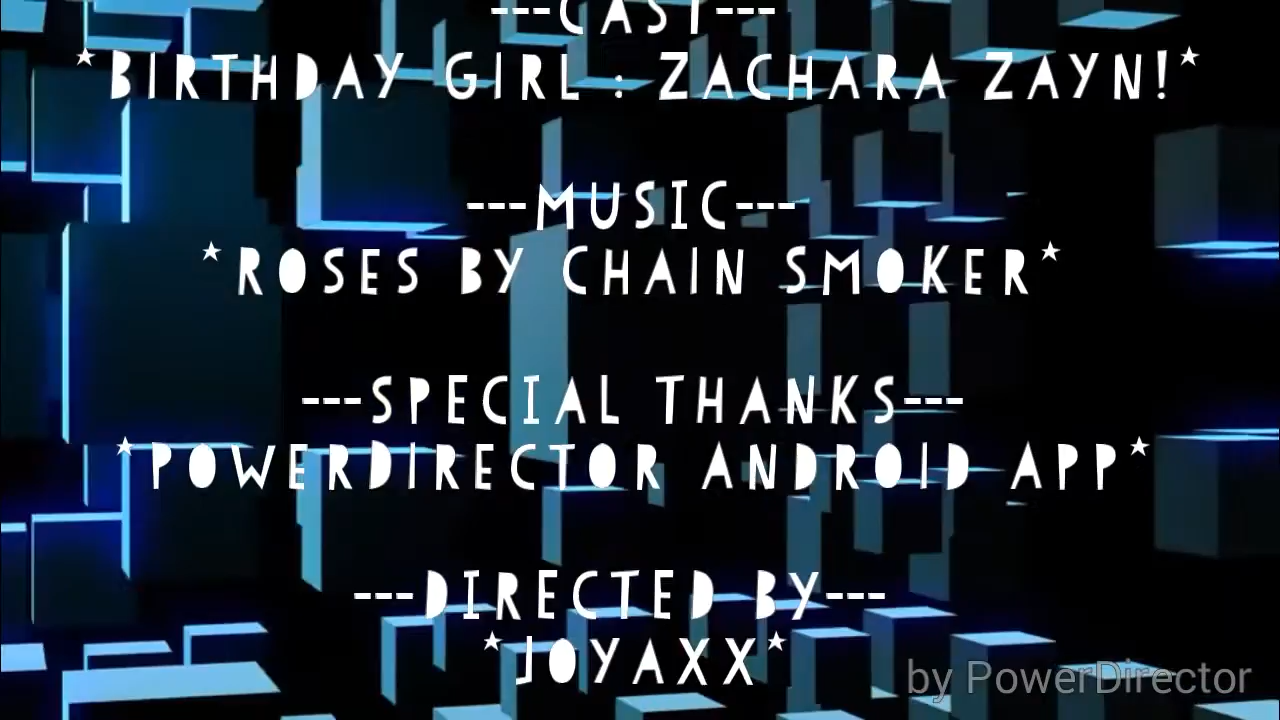 ---CAST---
*BIRTHDAY GIRL : ZACHARA ZAYN!*
---MUSIC---
*ROSES BY CHAIN SMOKER*
---SPECIAL THANKS---
*POWERDIRECTOR ANDROID APP*
---DIRECTED BY---
*JOYAXX*
by PowerDirector